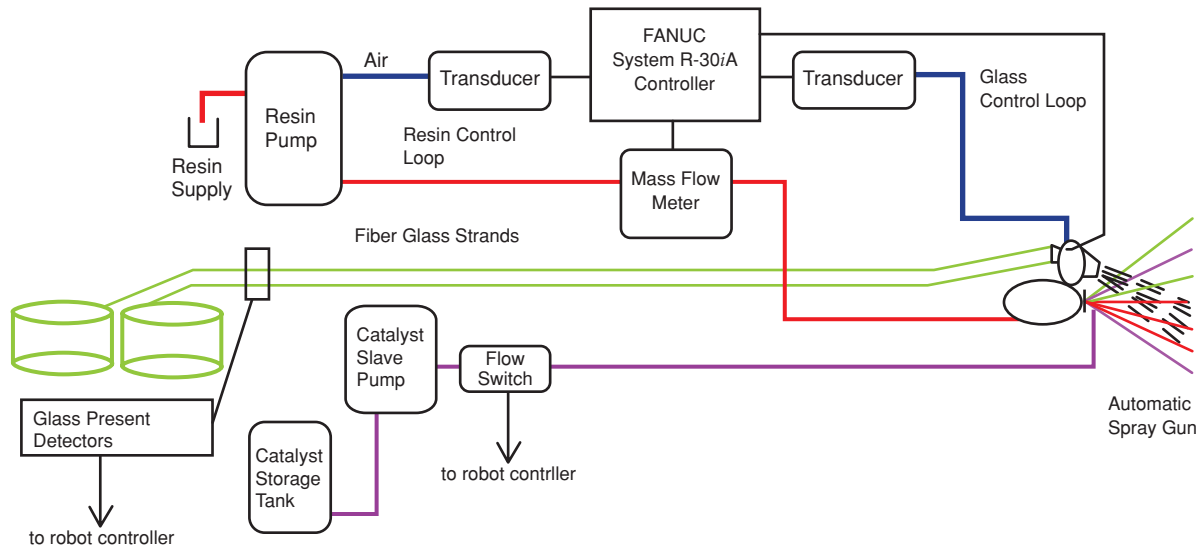 FANUC
System R-30iA
Controller
Air
Transducer
Transducer
Glass
Control Loop
Resin
Pump
Resin Control
Loop
Resin
Supply
Mass Flow
Meter
Fiber Glass Strands
Catalyst
Slave
Pump
Flow
Switch
Glass Present
Detectors
Automatic
Spray Gun
Catalyst
Storage
Tank
to robot contrller
to robot controller